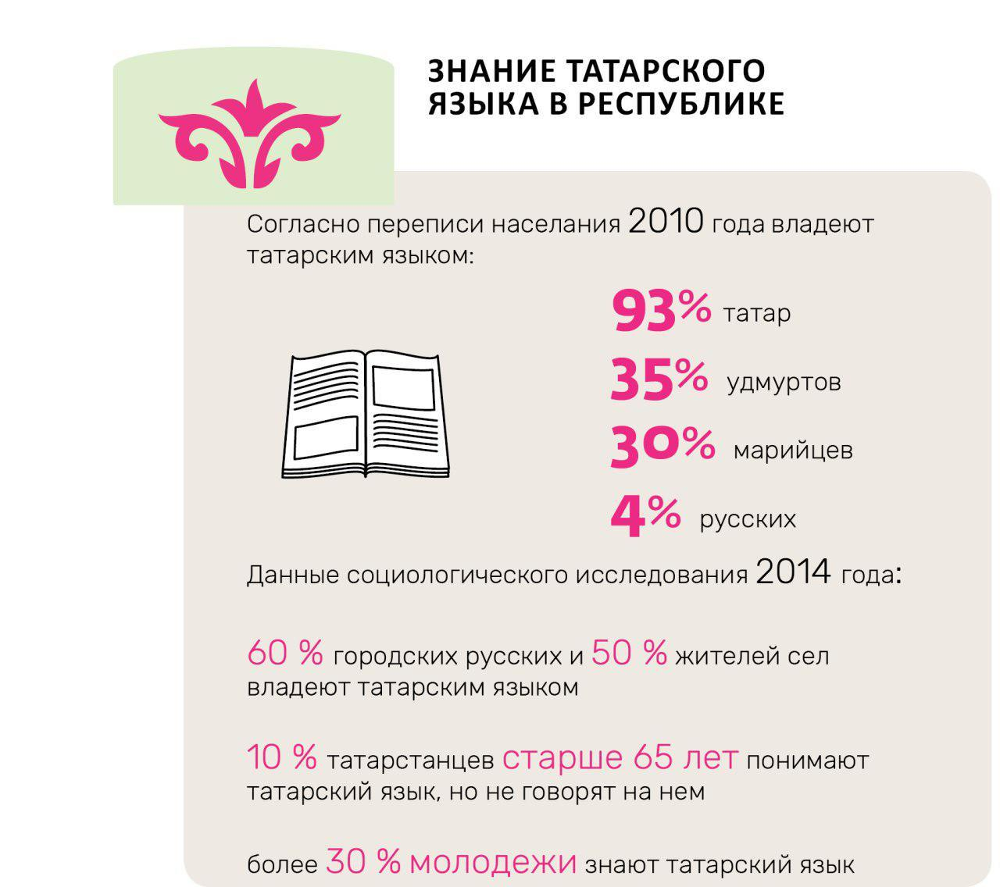 ЗНАНИЕ ТАТАРСКОГО
ЯЗЫКА В РЕСПУБЛИКЕ
Согласно переписи населания 2010 года владеют
татарским языком:
93% татар
35% удмуртов
30% марийцев
4% русских
Данные социологического исследования 2014 года:
60 % городских русских и 50 % жителей сел
владеют татарским языком
10 % татарстанцев старше 65 лет понимают
татарский язык, но не говорят на нем
более 30 % молодежи знают татарский язык